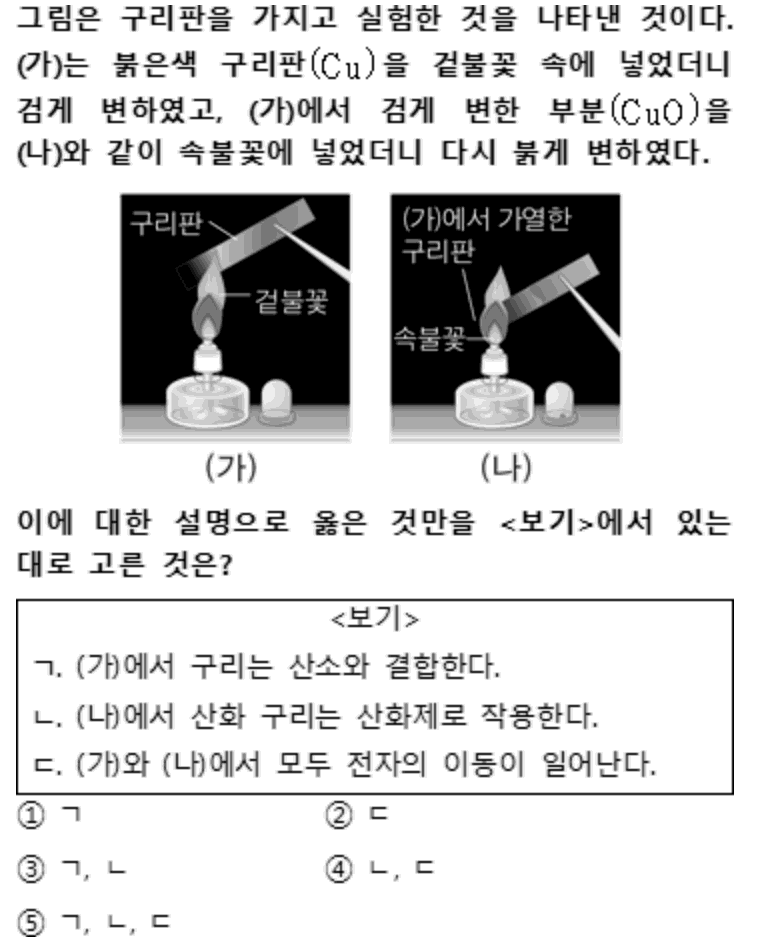 그림은 구리판을 가지고 실험한 것을 나타낸 것이다.
(가)는 붉은색 구리판(Cu)을 겉불꽃 속에 넣었더니
검게 변하였고, (가)에서 검게 변한 부분(CuO)을
(나)와 같이 속불꽃에 넣었더니 다시 붉게 변하였다.
구리판
겉불꽃
(가)
(가)에서 가열한
구리판
속불꽃
(나)
이에 대한 설명으로 옳은 것만을 <보기>에서 있는
대로 고른 것은?
<보기>
ㄱ. (가)에서 구리는 산소와 결합한다.
ㄴ. (나)에서 산화 구리는 산화제로 작용한다.
ㄷ. (가)와 (나)에서 모두 전자의 이동이 일어난다.
① ㄱ ② ㄷ
③ ㄱ, ㄴ ④ ㄴ, ㄷ
⑤ ㄱ, ㄴ, ㄷ